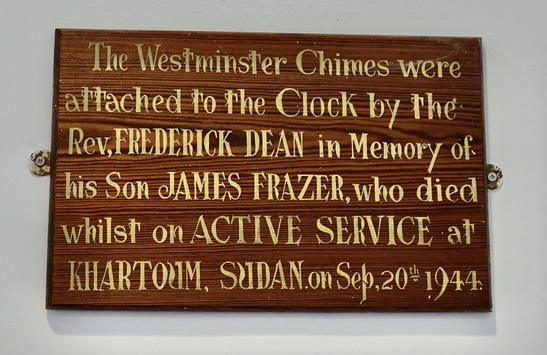 The Westminster Chimes were
attached to the Clock by the
Rev, FREDERICK DEAN in Memory of
his Son JAMES FRAZER, who died
whilst on ACTIVE SERVICE at
KHARTOUM, SUDAN. on Sep, 20th 1944.